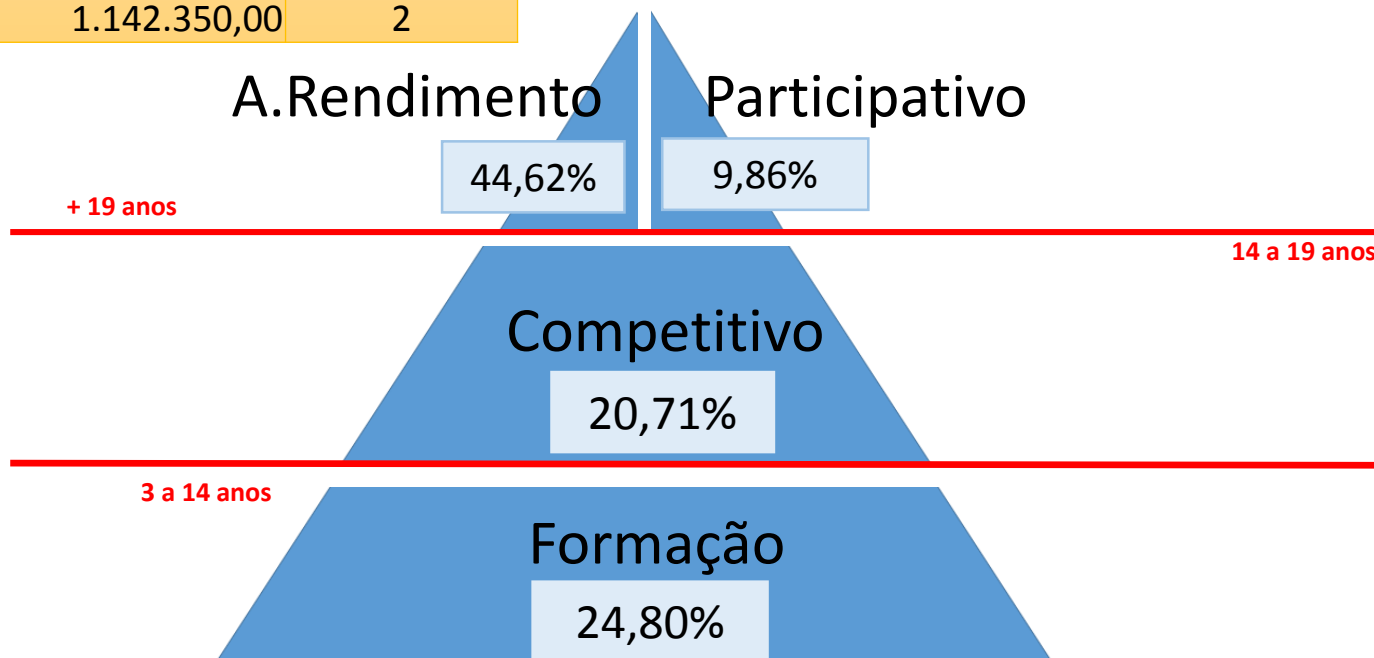 1.142.350,00 2
A.Rendimento Participativo
44,62% 9,86%
+ 19 anos
14 a 19 anos
Competitivo
20,71%
3 a 14 anos
Formação
24,80%